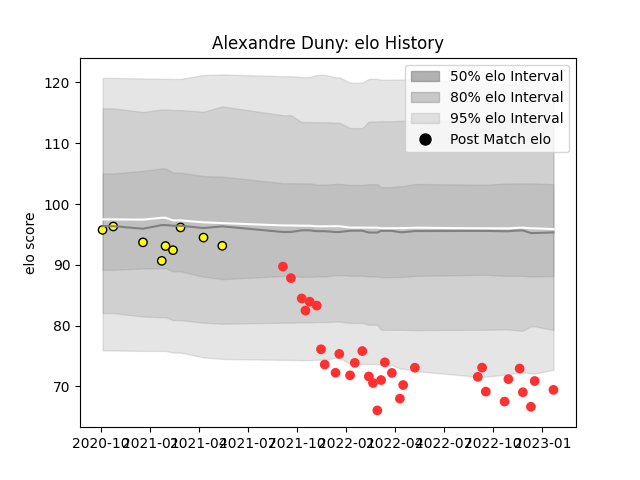 Alexandre Duny: elo History
50% elo Interval
80% elo Interval
95% elo Interval
Post Match elo
elo score
120
110
100
90
80
70
2020-10 2021-01 2021-04 2021-07 2021-10 2022-01 2022-04 2022-07 2022-10 2023-01